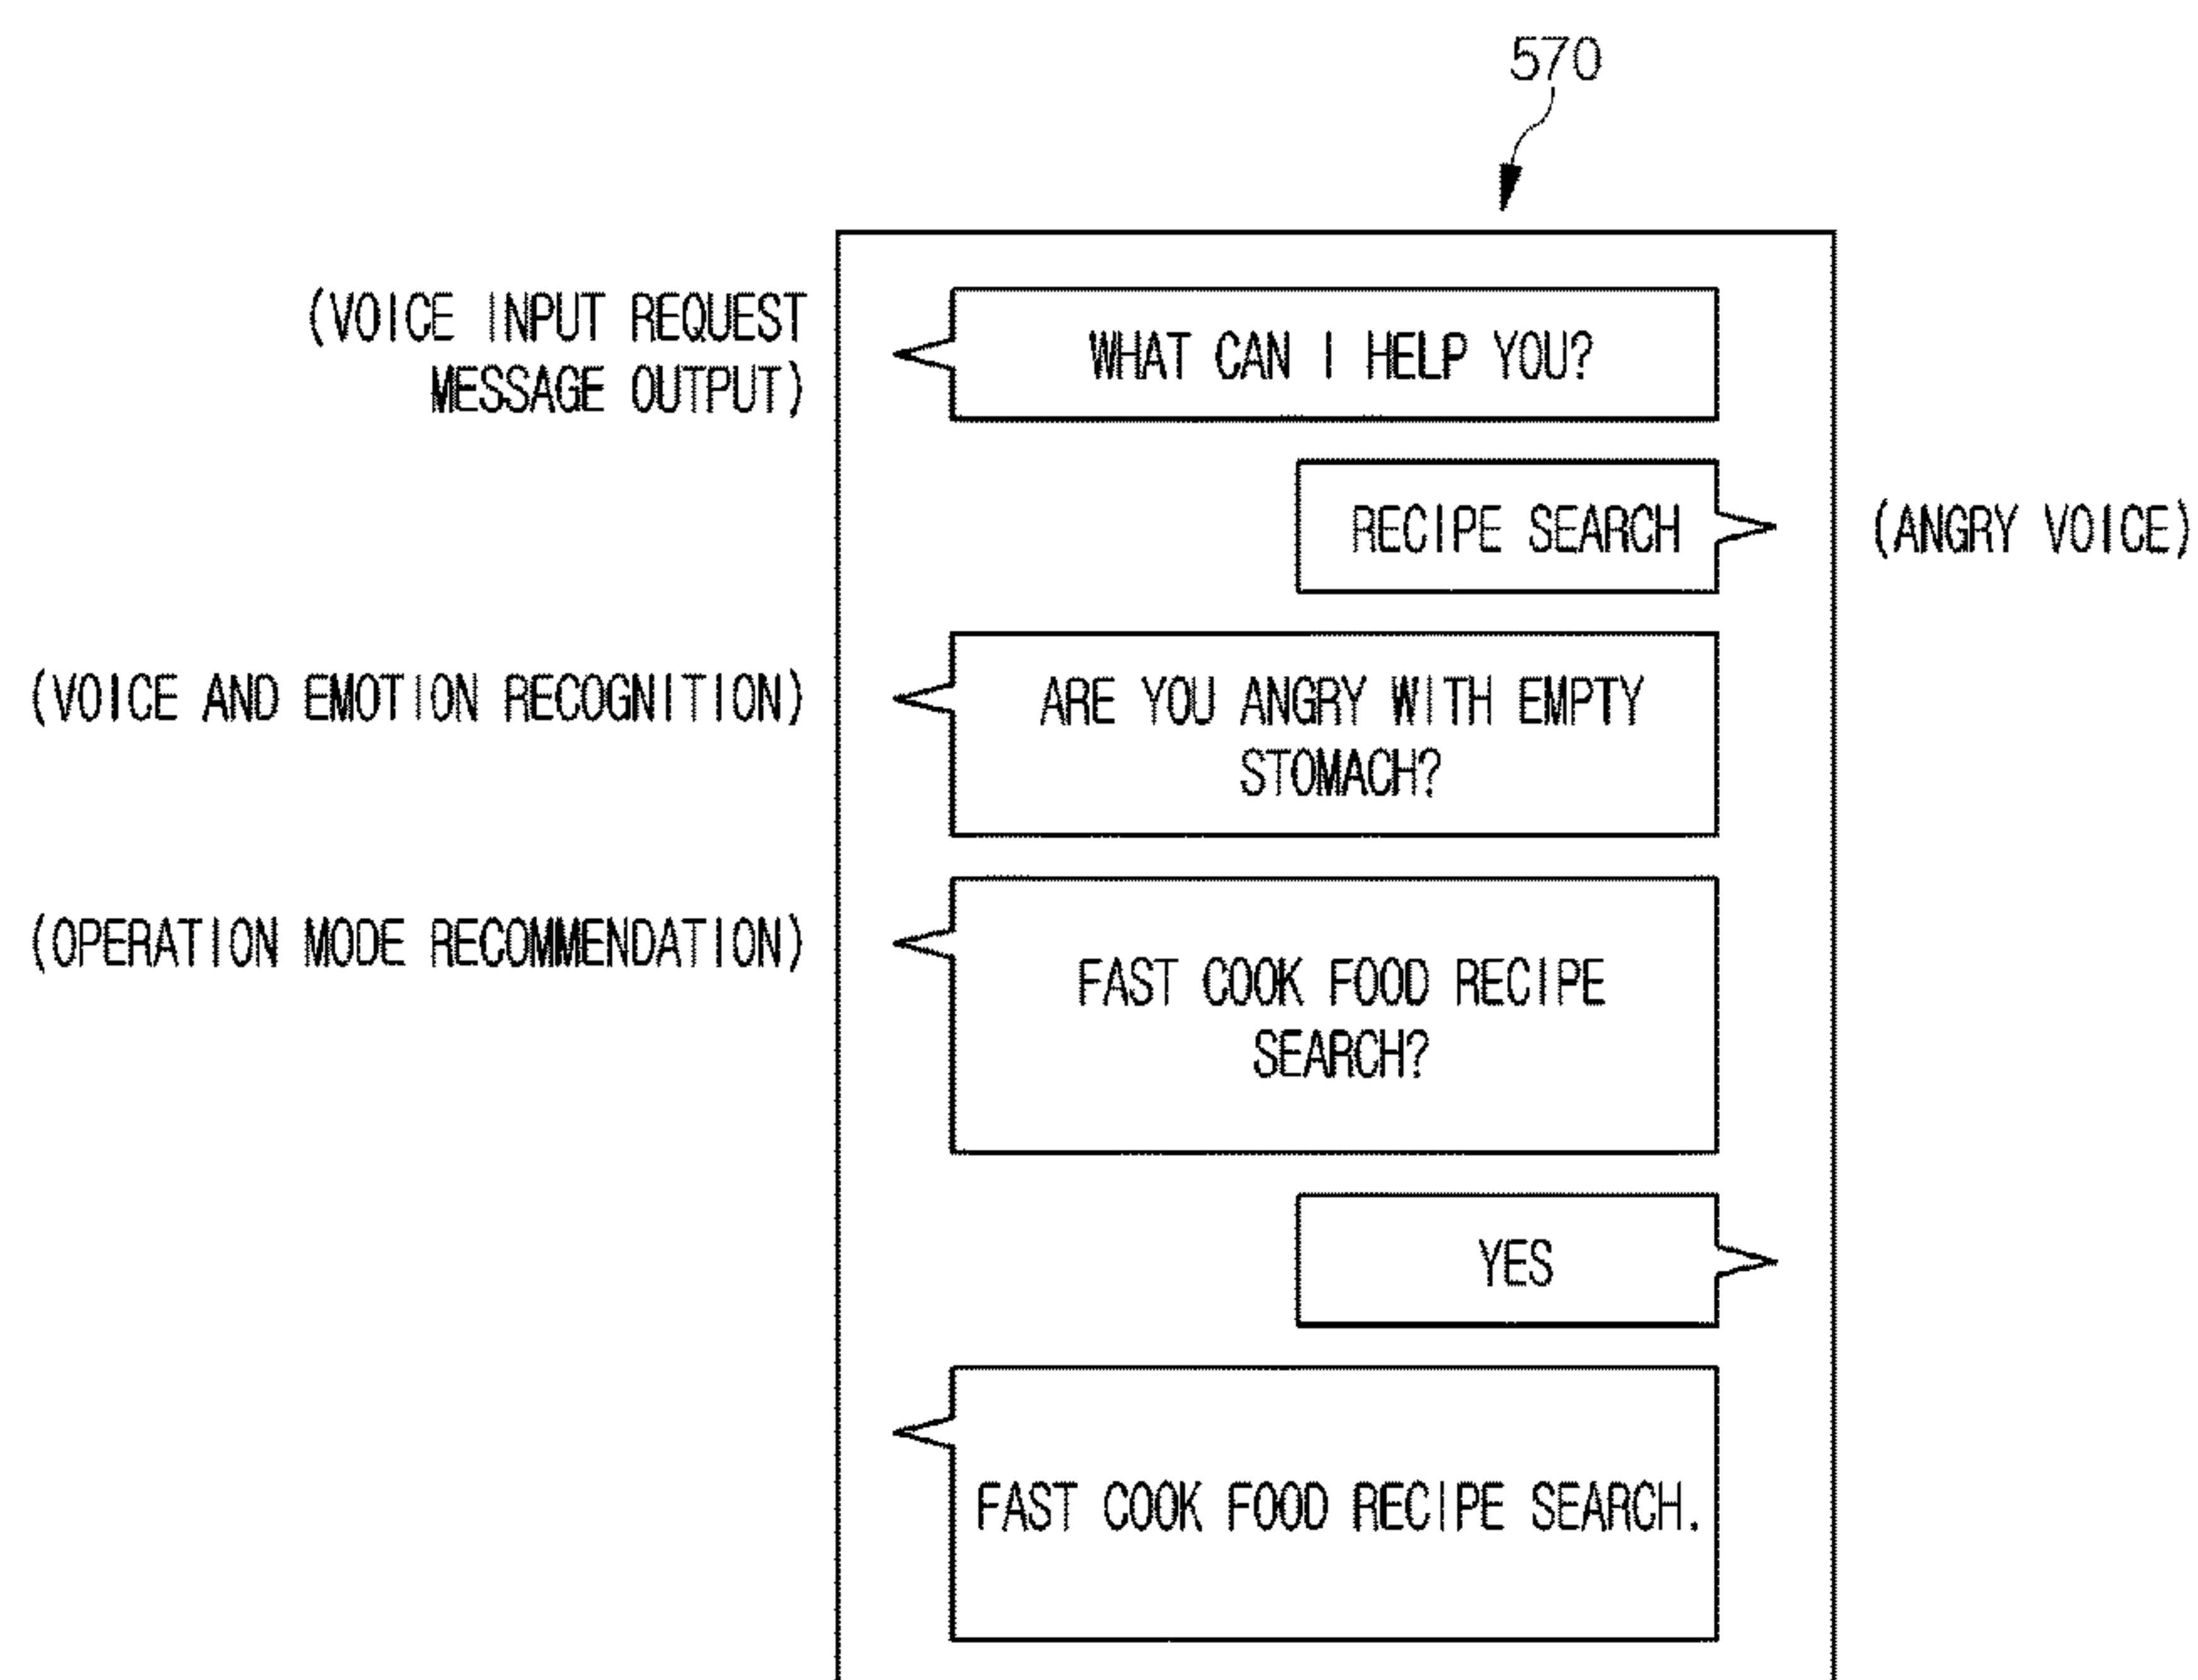 570
(VOICE INPUT REQUEST
MESSAGE OUTPUT)
WHAT CAN I HELP YOU?
RECIPE SEARCH
(ANGRY VOICE)
(VOICE AND EMOTION RECOGNITION)
ARE YOU ANGRY WITH EMPTY
STOMACH?
(OPERATION MODE RECOMMENDATION)
FAST COOK FOOD RECIPE
SEARCH?
YES
FAST COOK FOOD RECIPE SEARCH.